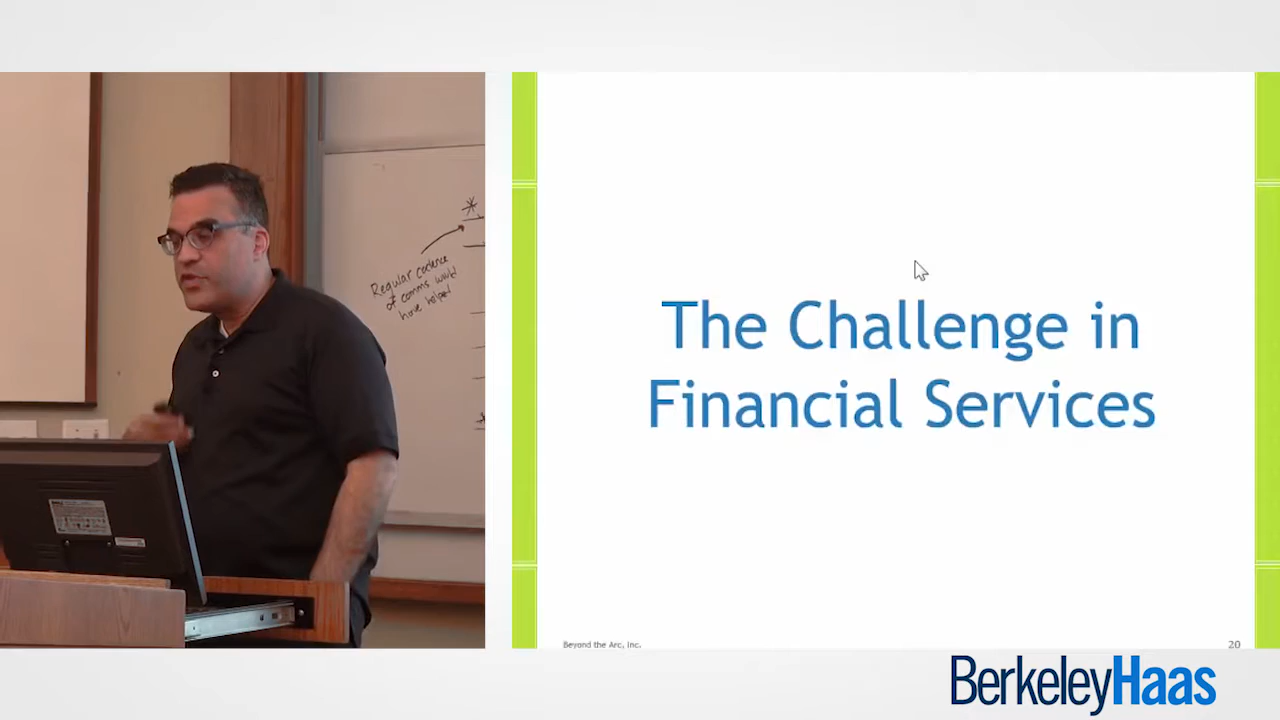 Regular cadence
of comms would
have helped
The Challenge in
Financial Services
Beyond the Arc, Inc.
20
BerkeleyHaas